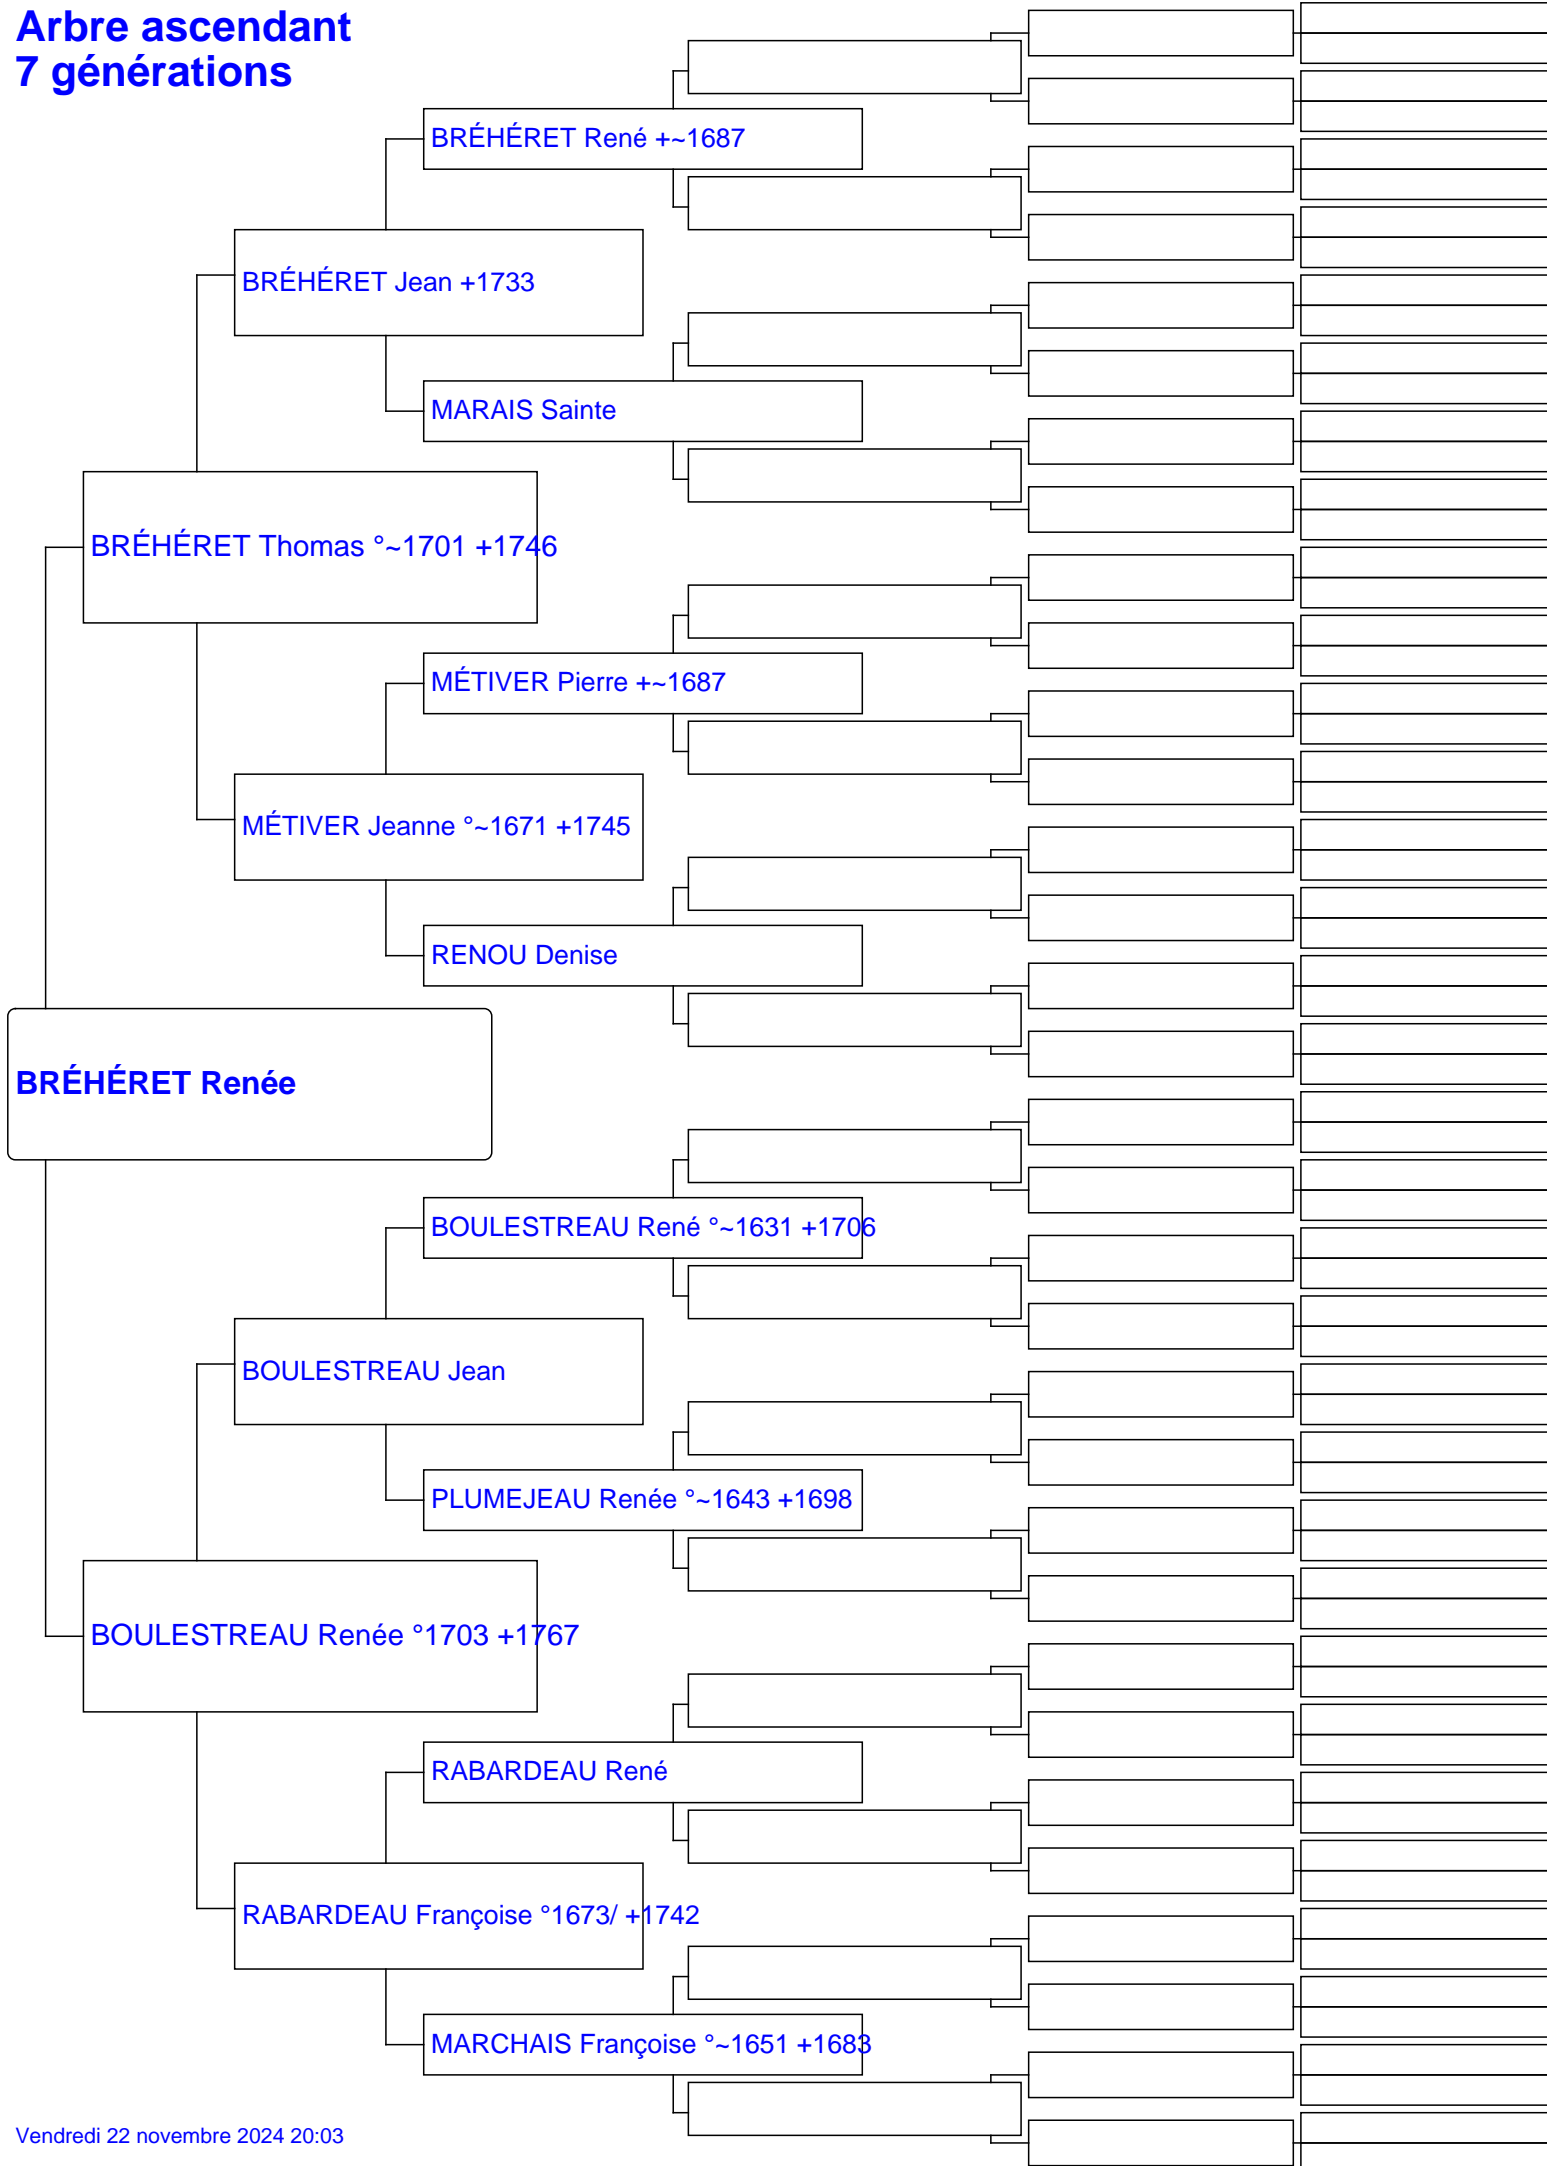 Arbre ascendant
7 générations
BRÉHÉRET René +~1687
BRÉHÉRET Jean +1733
MARAIS Sainte
BRÉHÉRET Thomas °~1701 +1746
MÉTIVER Pierre +~1687
MÉTIVER Jeanne °~1671 +1745
RENOU Denise
BRÉHÉRET Renée
BOULESTREAU René °~1631 +1706
BOULESTREAU Jean
PLUMEJEAU Renée °~1643 +1698
BOULESTREAU Renée °1703 +1767
RABARDEAU René
RABARDEAU Françoise °1673/ +1742
MARCHAIS Françoise °~1651 +1683
Vendredi 22 novembre 2024 20:03